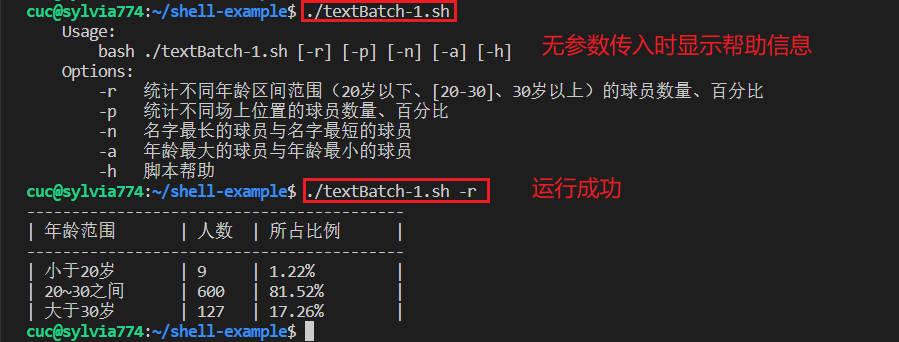 cuc@sylvia774:~/shell-example$ ./textBatch-1.sh
Usage:
bash ./textBatch-1.sh [-r] [-p] [-n] [-a] [-h]
无参数传入时显示帮助信息
Options:
-r 统计不同年龄区间范围（20岁以下、[20-30]、30岁以上）的球员数量、百分比
-p 统计不同场上位置的球员数量、百分比
-n 名字最长的球员与名字最短的球员
-a 年龄最大的球员与年龄最小的球员
-h 脚本帮助
cuc@sylvia774:~/shell-example$ ./textBatch-1.sh -r
运行成功
-----------------------------------------
| 年龄范围 | 人数 | 所占比例 |
-----------------------------------------
| 小于20岁 | 9 | 1.22% |
| 20~30之间 | 600 | 81.52% |
| 大于30岁 | 127 | 17.26% |
cuc@sylvia774:~/shell-example$